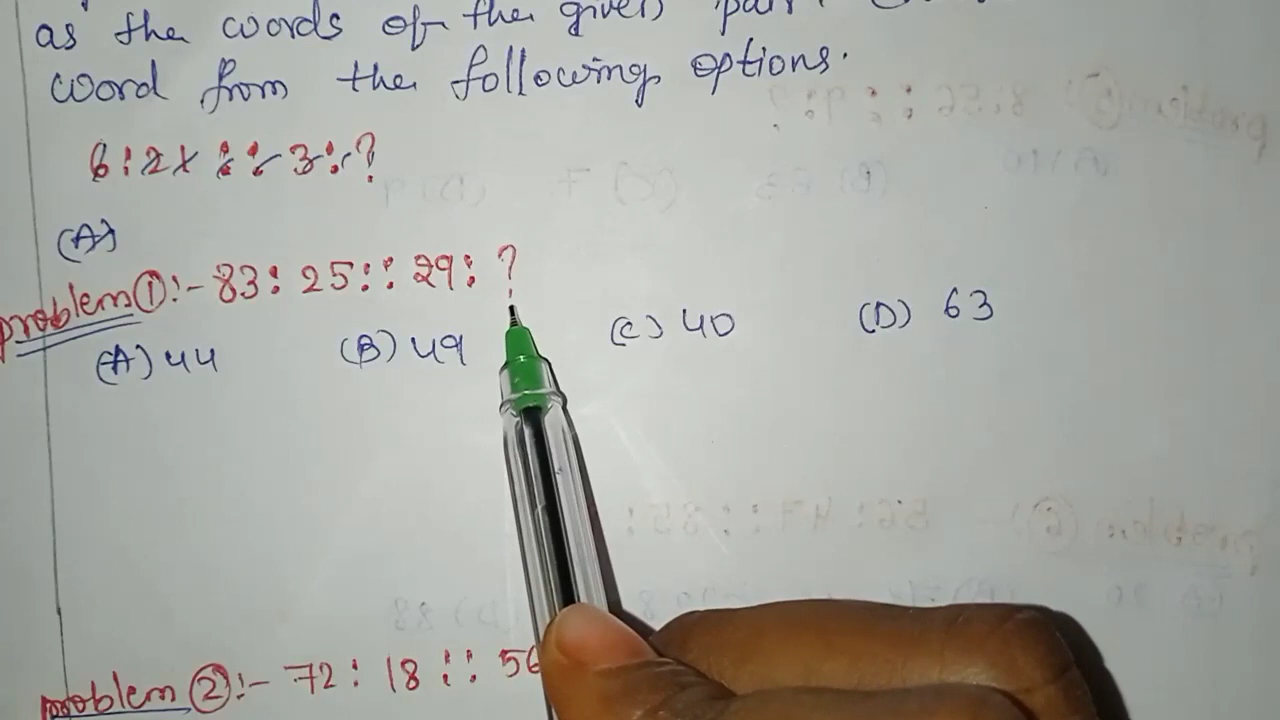 as the words of the given pair.
word from the following options.
6:2x :: 3:?
(A)
problem ①:- 83: 25:: 29: ?
(A) 44 (B) 49 (C) 40 (D) 63
problem ②:- 72: 18:: 56